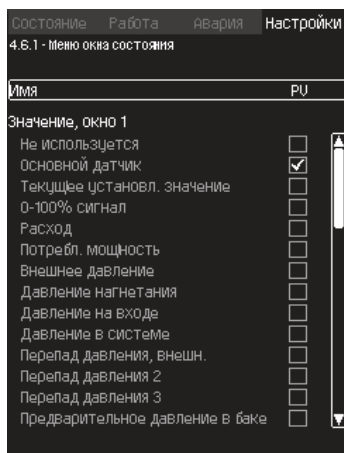 Состояние Работа Авария Настройки
4.6.1 - Меню окна состояния
Имя PV
Значение, окно 1
Не используется
Основной датчик
Текущее установл. значение
0-100% сигнал
Расход
Потребл. мощность
Внешнее давление
Давление нагнетания
Давление на входе
Давление в системе
Перепад давления, внешн.
Перепад давления 2
Перепад давления 3
Предварительное давление в баке